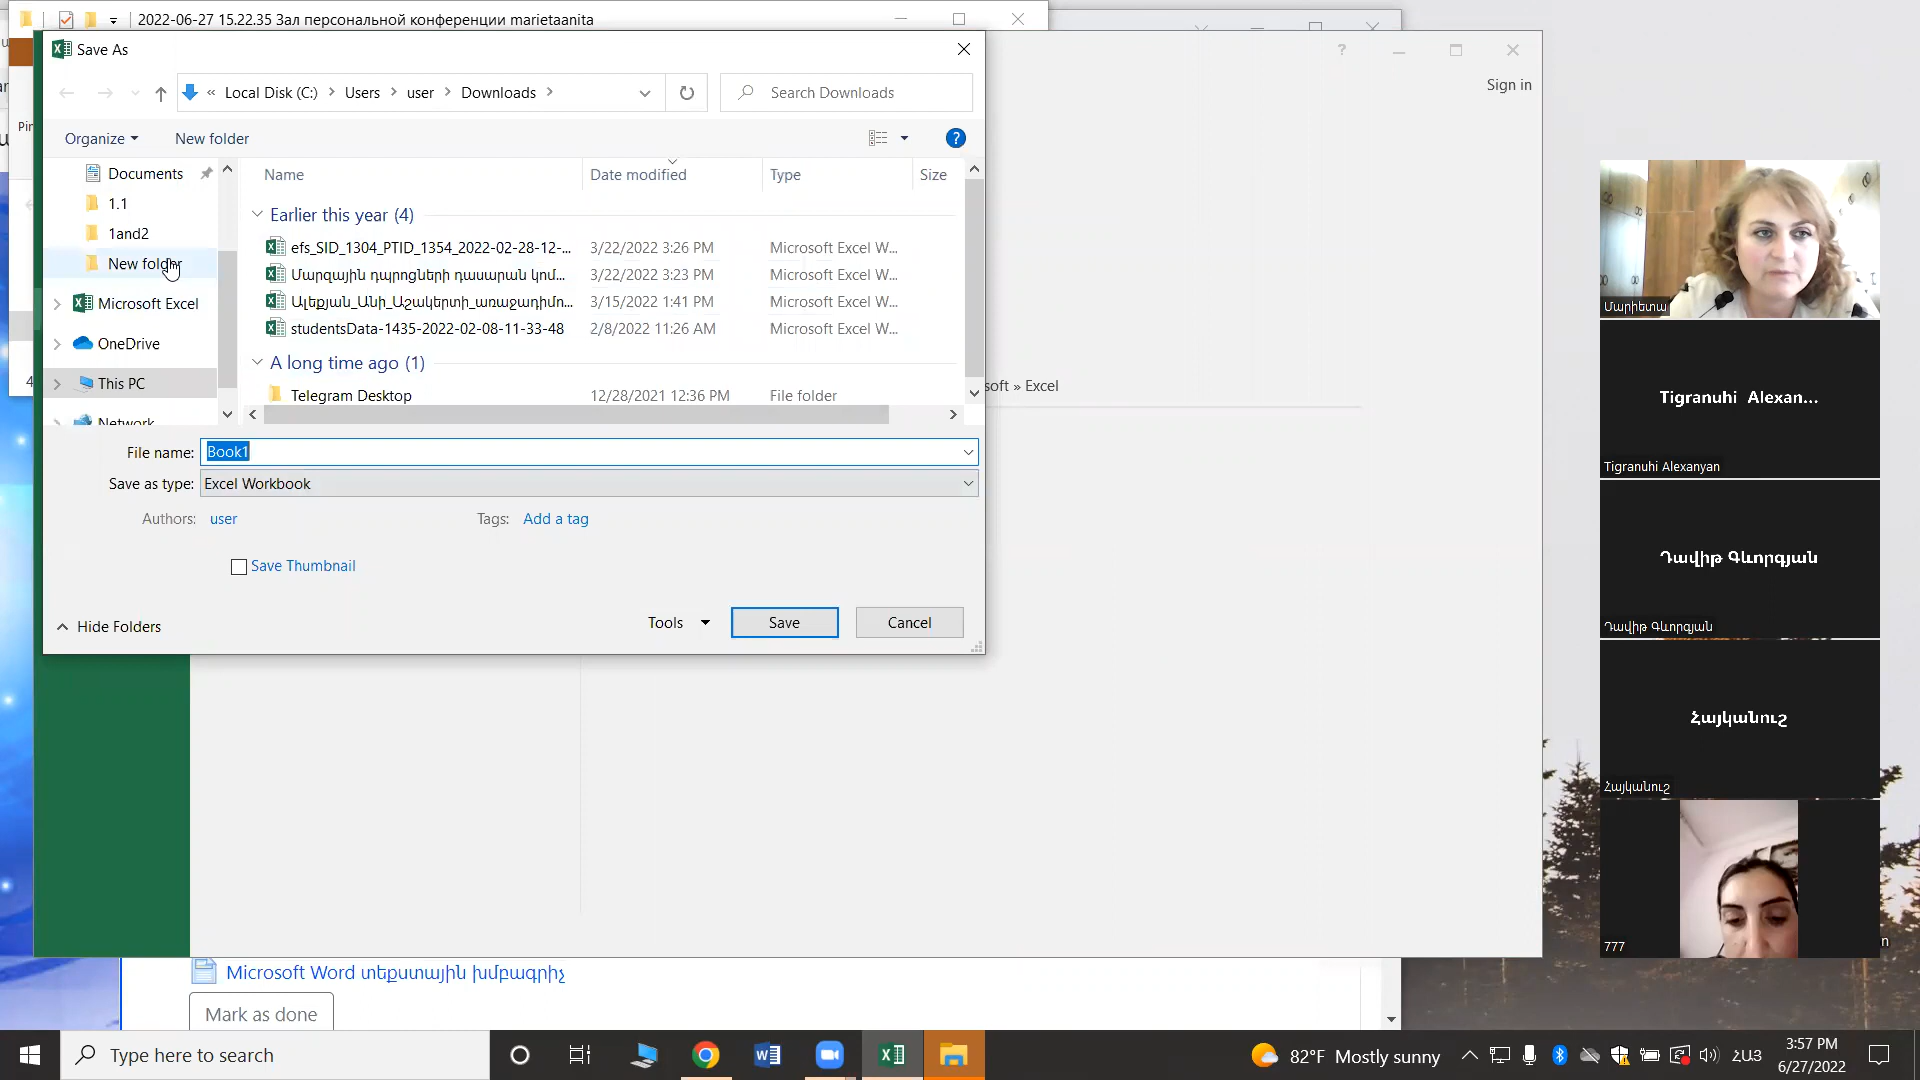 2022-06-27 15.22.35 Зал персональной конференции marietaanita
Save As
« Local Disk (C:) > Users > user > Downloads >
Search Downloads
Sign in
Organize
New folder
Documents
1.1
1and2
New folder
Microsoft Excel
OneDrive
This PC
Network
Name Date modified Type Size
Earlier this year (4)
efs_SID_1304_PTID_1354_2022-02-28-12-... 3/22/2022 3:26 PM Microsoft Excel W...
Մարզային դպրոցների դասարան կոմ... 3/22/2022 3:23 PM Microsoft Excel W...
Ալեքյան_Անի_Աշակերտի_առաջադիմո... 3/15/2022 1:41 PM Microsoft Excel W...
studentsData-1435-2022-02-08-11-33-48 2/8/2022 11:26 AM Microsoft Excel W...
A long time ago (1)
Telegram Desktop 12/28/2021 12:36 PM File folder
soft » Excel
File name: Book1
Save as type: Excel Workbook
Authors: user
Tags: Add a tag
Save Thumbnail
Hide Folders
Tools
Save
Cancel
Մարիետա
Tigranuhi Alexan...
Tigranuhi Alexanyan
Դավիթ Գևորգյան
Դավիթ Գևորգյան
Հայկանուշ
Հայկանուշ
777
Microsoft Word տեքստային խմբագրիչ
Mark as done
Type here to search
82°F Mostly sunny
ՀԱՅ
3:57 PM
6/27/2022